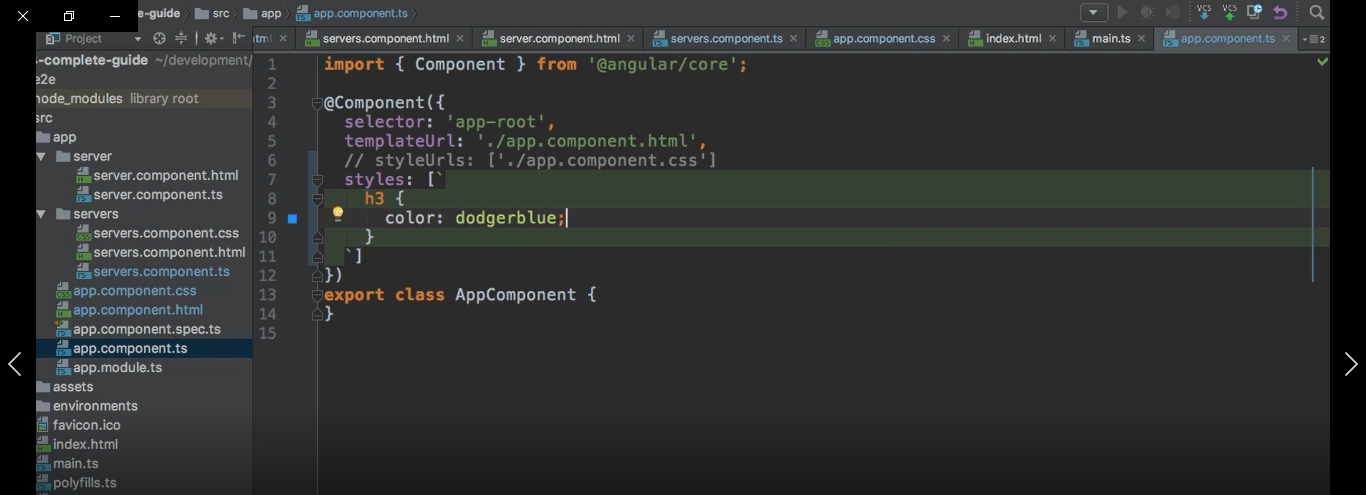 e-guide src app app.component.ts
VCS VCS
Project
servers.component.html server.component.html servers.component.ts app.component.css index.html main.ts app.component.ts
-complete-guide ~/development/
node_modules library root
app
server
server.component.html
server.component.ts
servers
servers.component.css
servers.component.html
servers.component.ts
app.component.css
app.component.html
app.component.spec.ts
app.component.ts
app.module.ts
assets
environments
favicon.ico
index.html
main.ts
polyfills.ts
1 import { Component } from '@angular/core';
2
3 @Component({
4 selector: 'app-root',
5 templateUrl: './app.component.html',
6 // styleUrls: ['./app.component.css']
7 styles: [`
8 h3 {
9 color: dodgerblue;
10 }
11 `]
12 })
13 export class AppComponent {
14 }
15